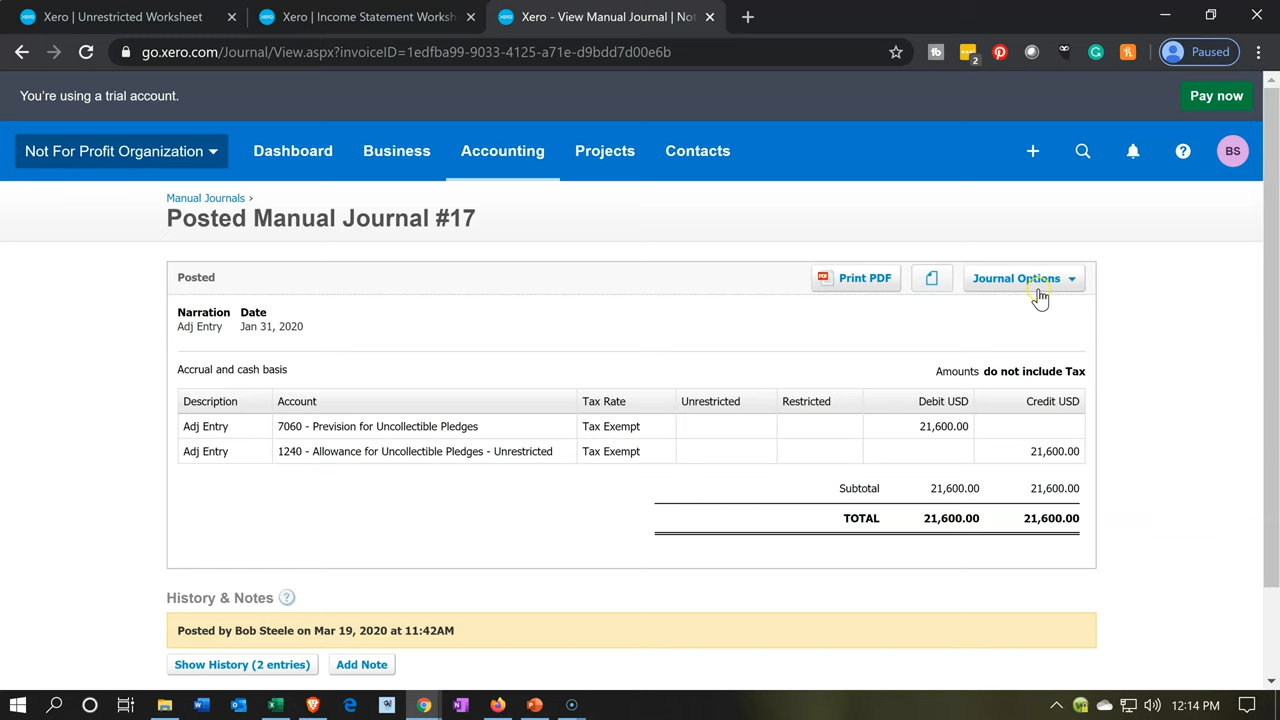 Xero | Unrestricted Worksheet
Xero | Income Statement Worksh
Xero - View Manual Journal | Not
go.xero.com/Journal/View.aspx?invoiceID=1edfba99-9033-4125-a71e-d9bdd7d00e6b
2
Paused
You're using a trial account.
Pay now
Not For Profit Organization
Dashboard
Business
Accounting
Projects
Contacts
BS
Manual Journals >
Posted Manual Journal #17
Posted
PDF Print PDF
Journal Options
Narration Date
Adj Entry Jan 31, 2020
Accrual and cash basis
Amounts do not include Tax
Description Account Tax Rate Unrestricted Restricted Debit USD Credit USD
Adj Entry 7060 - Provision for Uncollectible Pledges Tax Exempt 21,600.00
Adj Entry 1240 - Allowance for Uncollectible Pledges - Unrestricted Tax Exempt 21,600.00
Subtotal 21,600.00 21,600.00
TOTAL 21,600.00 21,600.00
History & Notes ?
Posted by Bob Steele on Mar 19, 2020 at 11:42AM
Show History (2 entries)
Add Note
12:14 PM